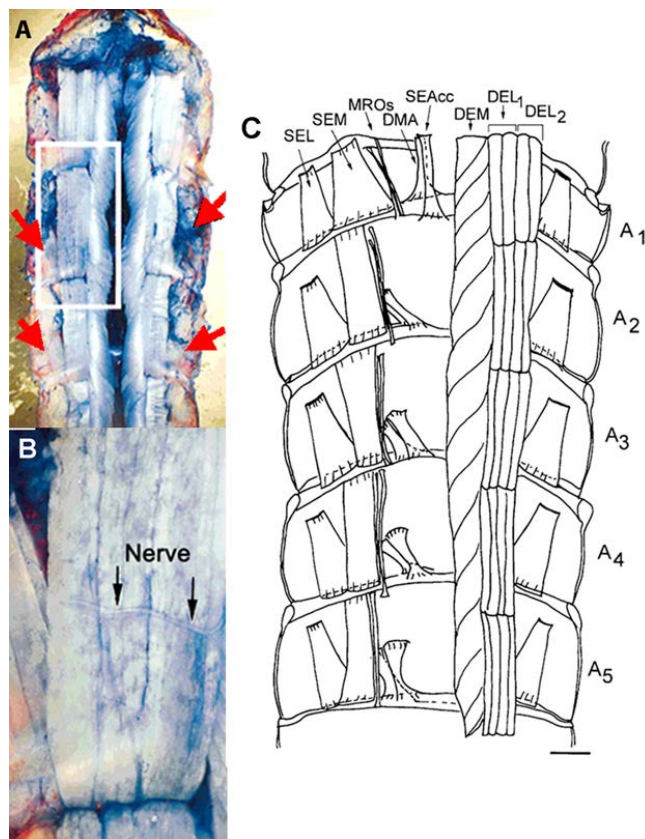 A
B
Nerve
C
SEL
SEM
MROs
DMA
SEAcc
DEM
DEL1
DEL2
A1
A2
A3
A4
A5